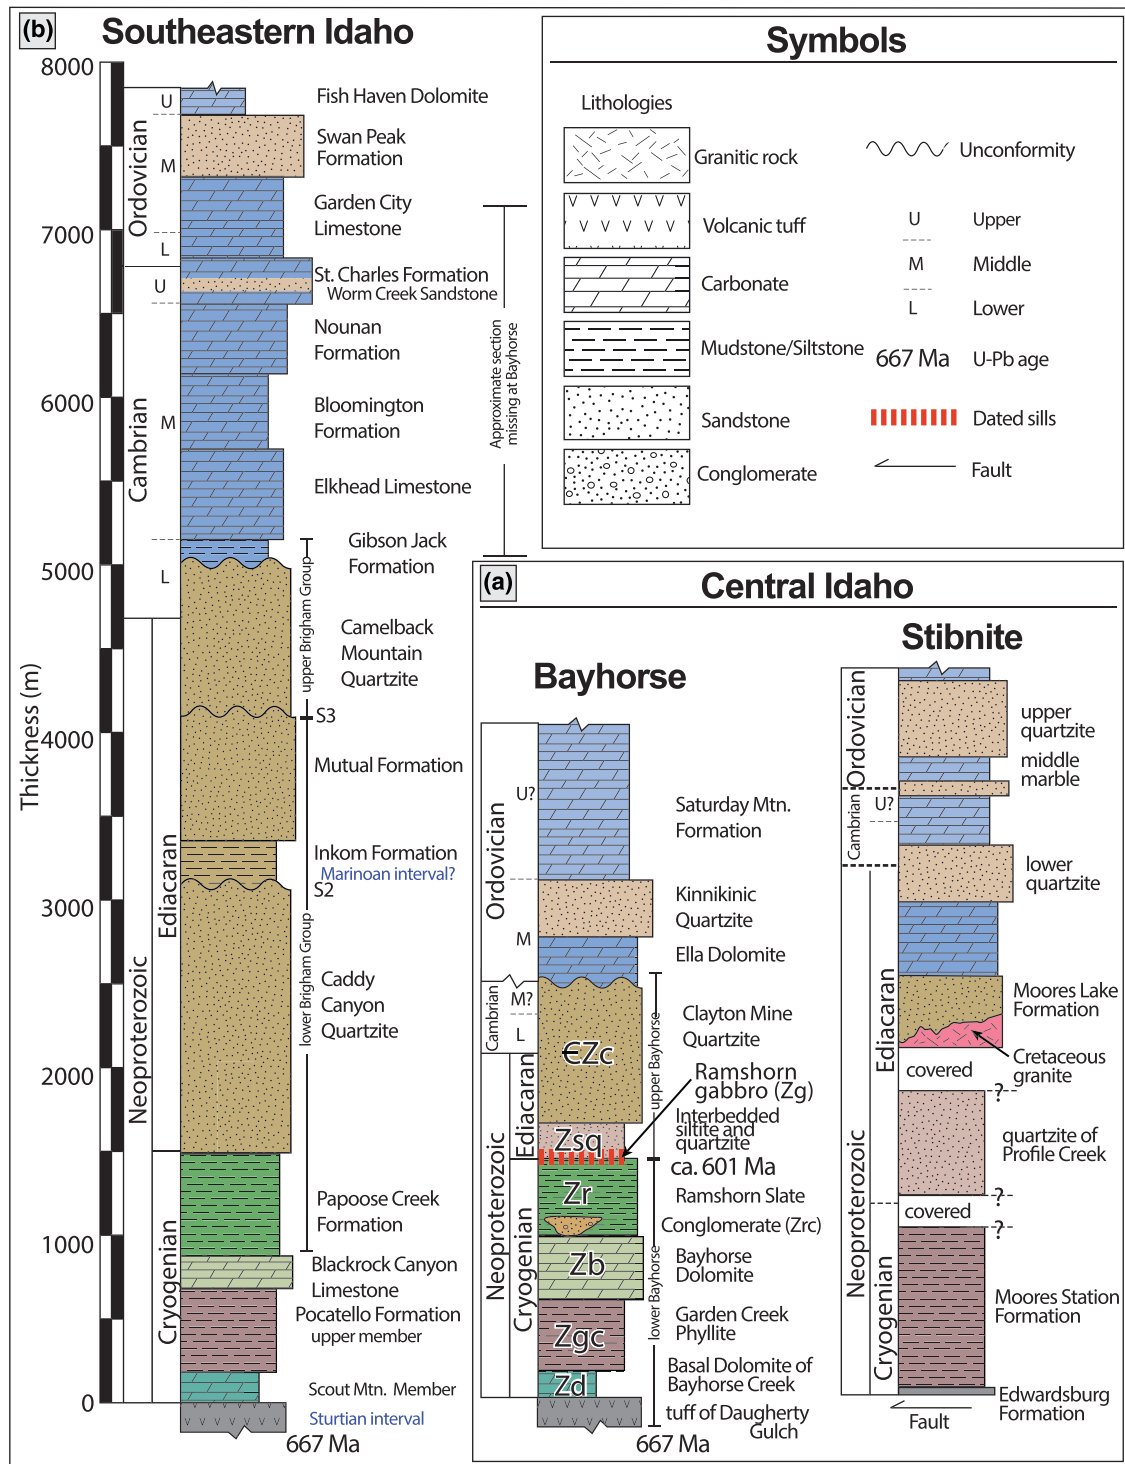 (b)
Southeastern Idaho
8000
7000
6000
5000
4000
3000
2000
1000
0
Thickness (m)
Ordovician
Cambrian
Neoproterozoic
Ediacaran
Cryogenian
U
M
L
U
M
L
Fish Haven Dolomite
Swan Peak
Formation
Garden City
Limestone
St. Charles Formation
Worm Creek Sandstone
Nounan
Formation
Bloomington
Formation
Elkhead Limestone
Gibson Jack
Formation
Camelback
Mountain
Quartzite
S3
Mutual Formation
Inkom Formation
Marinoan interval?
S2
Caddy
Canyon
Quartzite
Papoose Creek
Formation
Blackrock Canyon
Limestone
Pocatello Formation
upper member
Scout Mtn. Member
Sturtian interval
667 Ma
upper Brigham Group
lower Brigham Group
Approximate section
missing at Bayhorse
Symbols
Lithologies
Granitic rock
Volcanic tuff
Carbonate
Mudstone/Siltstone
Sandstone
Conglomerate
Unconformity
U Upper
M Middle
L Lower
667 Ma U-Pb age
Dated sills
Fault
(a)
Central Idaho
Bayhorse
Ordovician
Cambrian
Neoproterozoic
Ediacaran
Cryogenian
U?
M
M?
L
Saturday Mtn.
Formation
Kinnikinic
Quartzite
Ella Dolomite
Clayton Mine
Quartzite
Ramshorn
gabbro (Zg)
Interbedded
siltite and
quartzite
ca. 601 Ma
Ramshorn Slate
Conglomerate (Zrc)
Bayhorse
Dolomite
Garden Creek
Phyllite
Basal Dolomite of
Bayhorse Creek
tuff of Daugherty
Gulch
667 Ma
upper Bayhorse
lower Bayhorse
ꞒZc
Zsq
Zr
Zb
Zgc
Zd
Stibnite
Ordovician
Cambrian
Neoproterozoic
Ediacaran
Cryogenian
U?
upper
quartzite
middle
marble
lower
quartzite
Moores Lake
Formation
Cretaceous
granite
covered
?
quartzite of
Profile Creek
?
covered
?
Moores Station
Formation
Edwardsburg
Formation
Fault